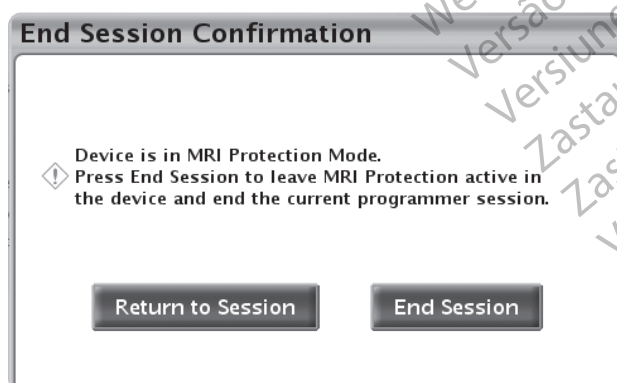 End Session Confirmation
Device is in MRI Protection Mode.
Press End Session to leave MRI Protection active in
the device and end the current programmer session.
Return to Session
End Session
Versão